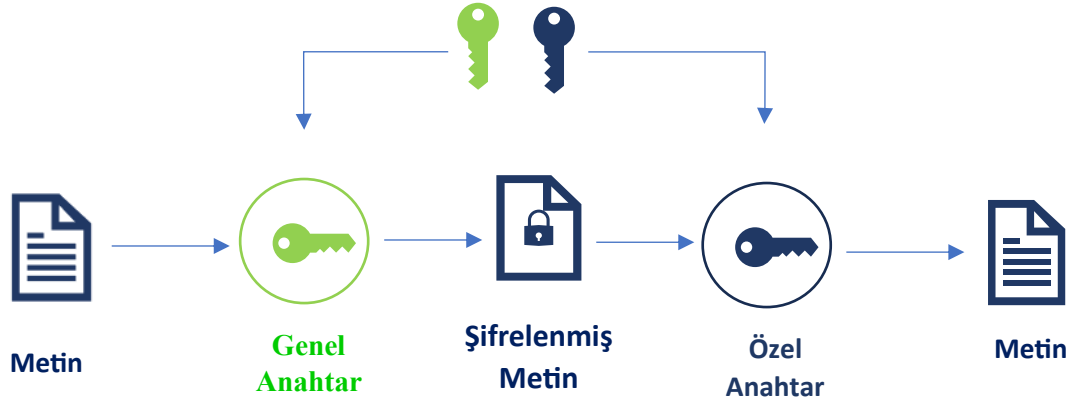 Metin
Genel
Anahtar
Şifrelenmiş
Metin
Özel
Anahtar
Metin